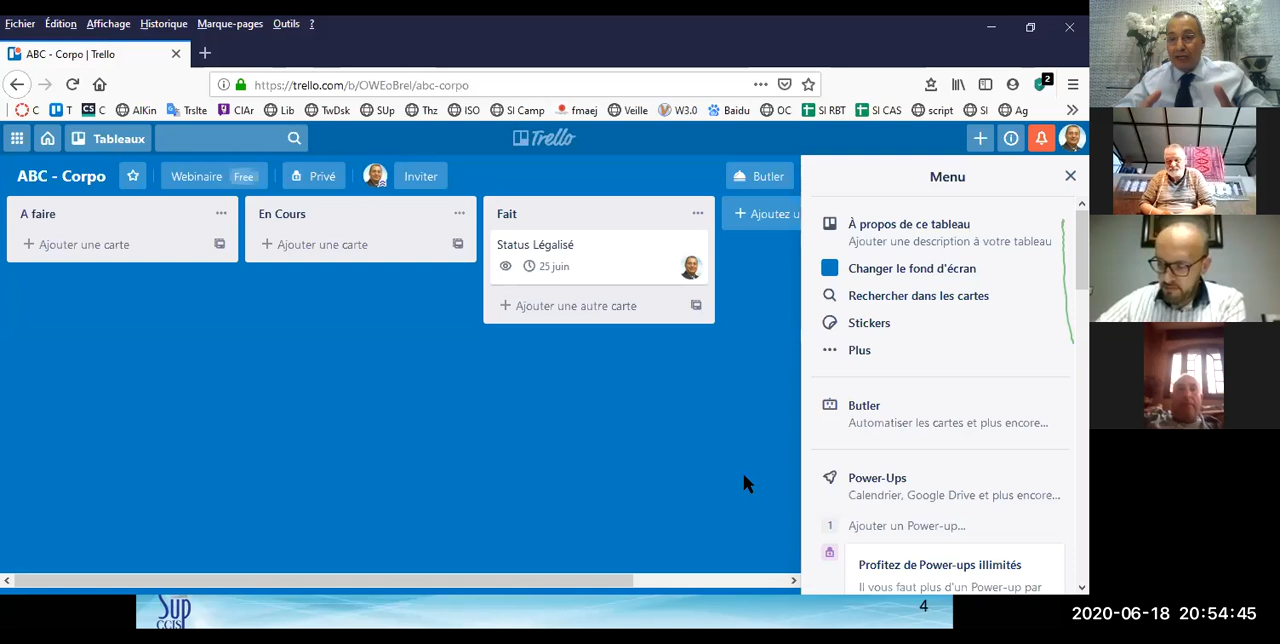 Fichier Édition Affichage Historique Marque-pages Outils ?
ABC - Corpo | Trello
https://trello.com/b/OWEoBrel/abc-corpo
2
C T C AlKin Trslte CIAr Lib TwDsk SUp Thz ISO SI Camp fmaej Veille W3.0 Baidu OC SI RBT SI CAS script SI Ag
Tableaux
Trello
ABC - Corpo
Webinaire Free
Privé
Inviter
Butler
A faire
Ajouter une carte
En Cours
Ajouter une carte
Fait
Status Légalisé
25 juin
Ajouter une autre carte
Ajoutez u
Menu
À propos de ce tableau
Ajouter une description à votre tableau
Changer le fond d'écran
Rechercher dans les cartes
Stickers
Plus
Butler
Automatiser les cartes et plus encore...
Power-Ups
Calendrier, Google Drive et plus encore...
1 Ajouter un Power-up...
Profitez de Power-ups illimités
Il vous faut plus d'un Power-up par
Sup
CCIS
4
2020-06-18 20:54:45